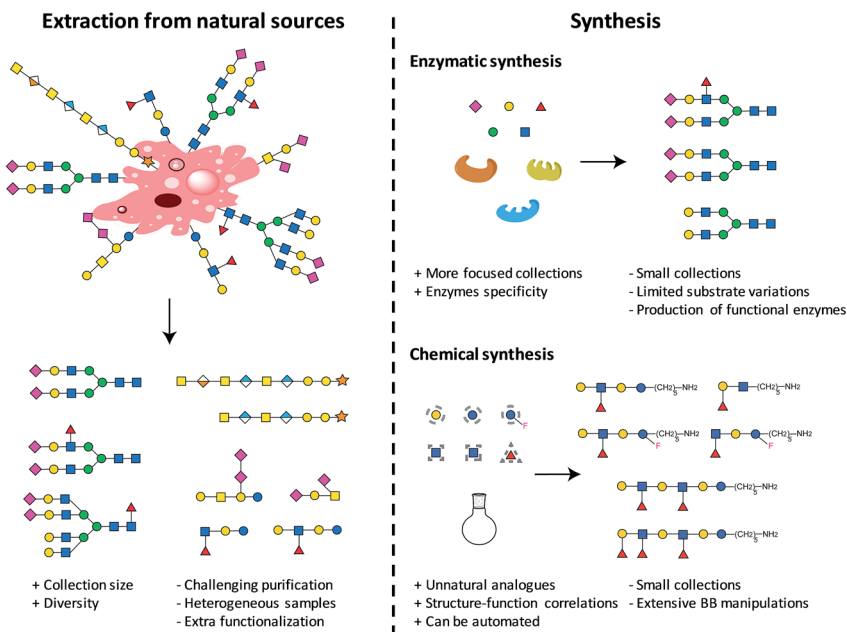 Extraction from natural sources
+ Collection size
+ Diversity
- Challenging purification
- Heterogeneous samples
- Extra functionalization
Synthesis
Enzymatic synthesis
+ More focused collections
+ Enzymes specificity
- Small collections
- Limited substrate variations
- Production of functional enzymes
Chemical synthesis
F
(CH2)5–NH2
(CH2)5–NH2
F
(CH2)5–NH2
F
(CH2)5–NH2
(CH2)5–NH2
(CH2)5–NH2
+ Unnatural analogues
+ Structure-function correlations
+ Can be automated
- Small collections
- Extensive BB manipulations